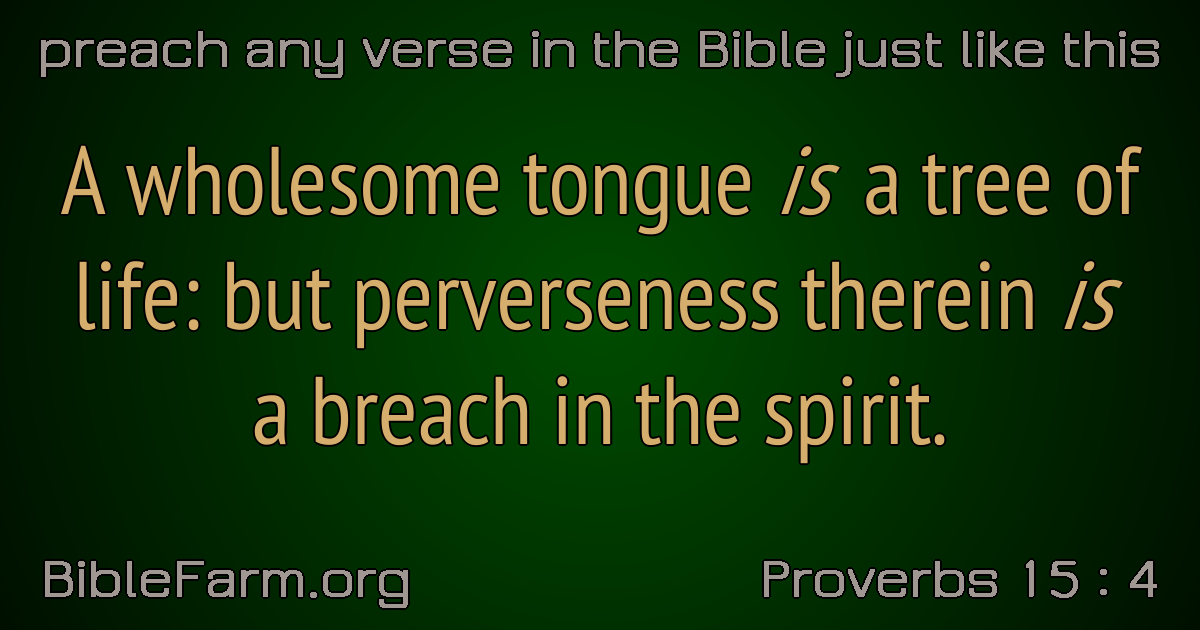 preach any verse in the Bible just like this
A wholesome tongue is a tree of
life: but perverseness therein is
a breach in the spirit.
BibleFarm.org
Proverbs 15 : 4